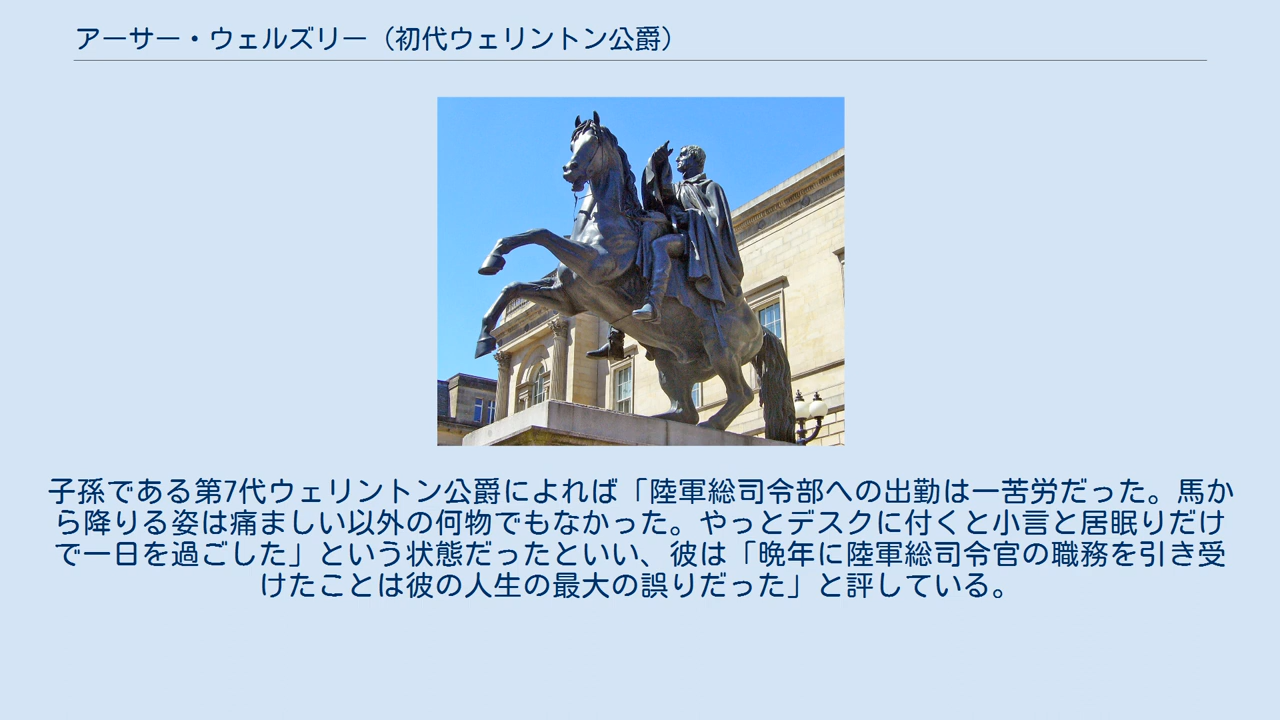 アーサー・ウェルズリー（初代ウェリントン公爵）
子孫である第7代ウェリントン公爵によれば「陸軍総司令部への出勤は一苦労だった。馬か
ら降りる姿は痛ましい以外の何物でもなかった。やっとデスクに付くと小言と居眠りだけ
で一日を過ごした」という状態だったといい、彼は「晩年に陸軍総司令官の職務を引き受
けたことは彼の人生の最大の誤りだった」と評している。